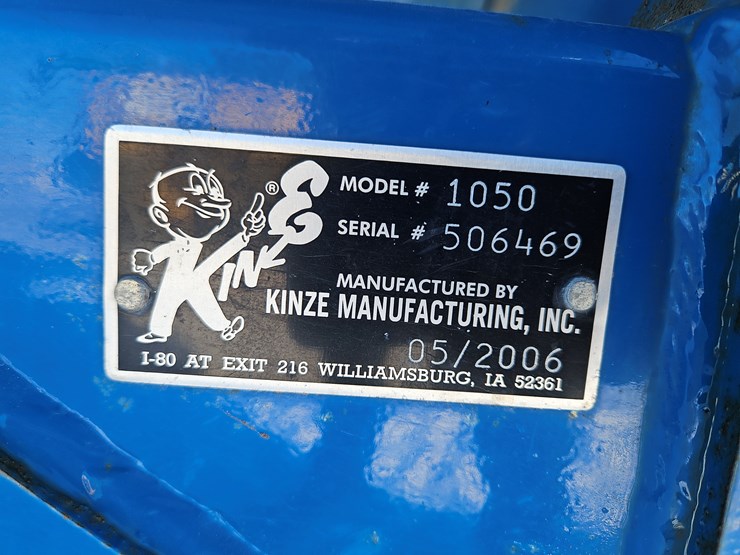 KINZE ®
MODEL # 1050
SERIAL # 506469
MANUFACTURED BY
KINZE MANUFACTURING, INC.
05/2006
I-80 AT EXIT 216 WILLIAMSBURG, IA 52361